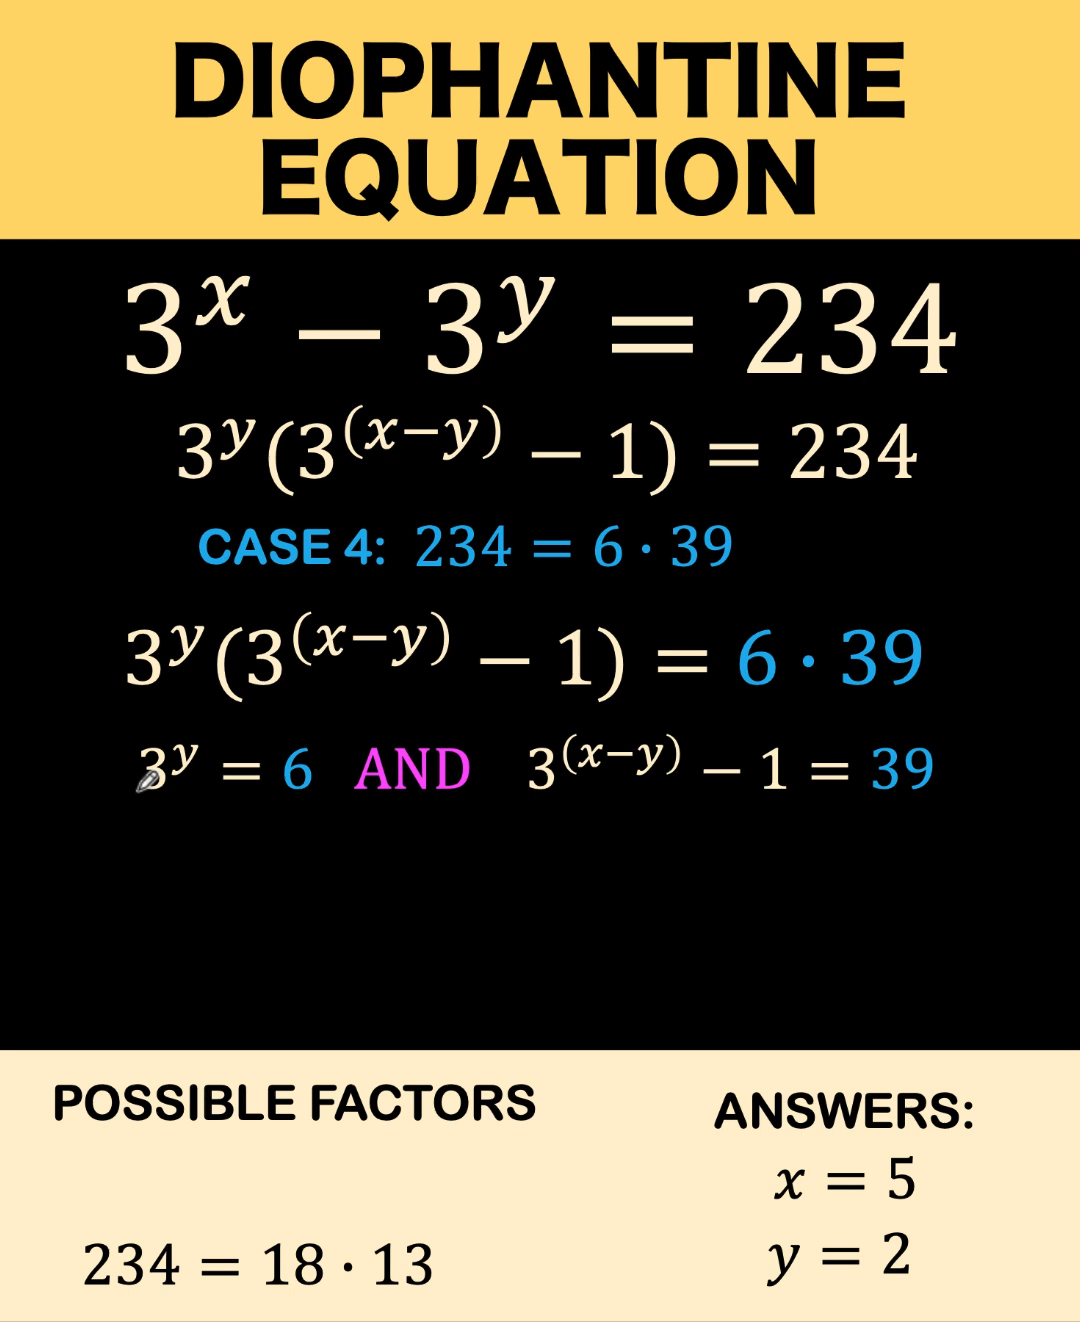 DIOPHANTINE
EQUATION
3^x − 3^y = 234
3^y(3^(x−y) − 1) = 234
CASE 4: 234 = 6 · 39
3^y(3^(x−y) − 1) = 6 · 39
3^y = 6 AND 3^(x−y) − 1 = 39
POSSIBLE FACTORS
234 = 18 · 13
ANSWERS:
x = 5
y = 2